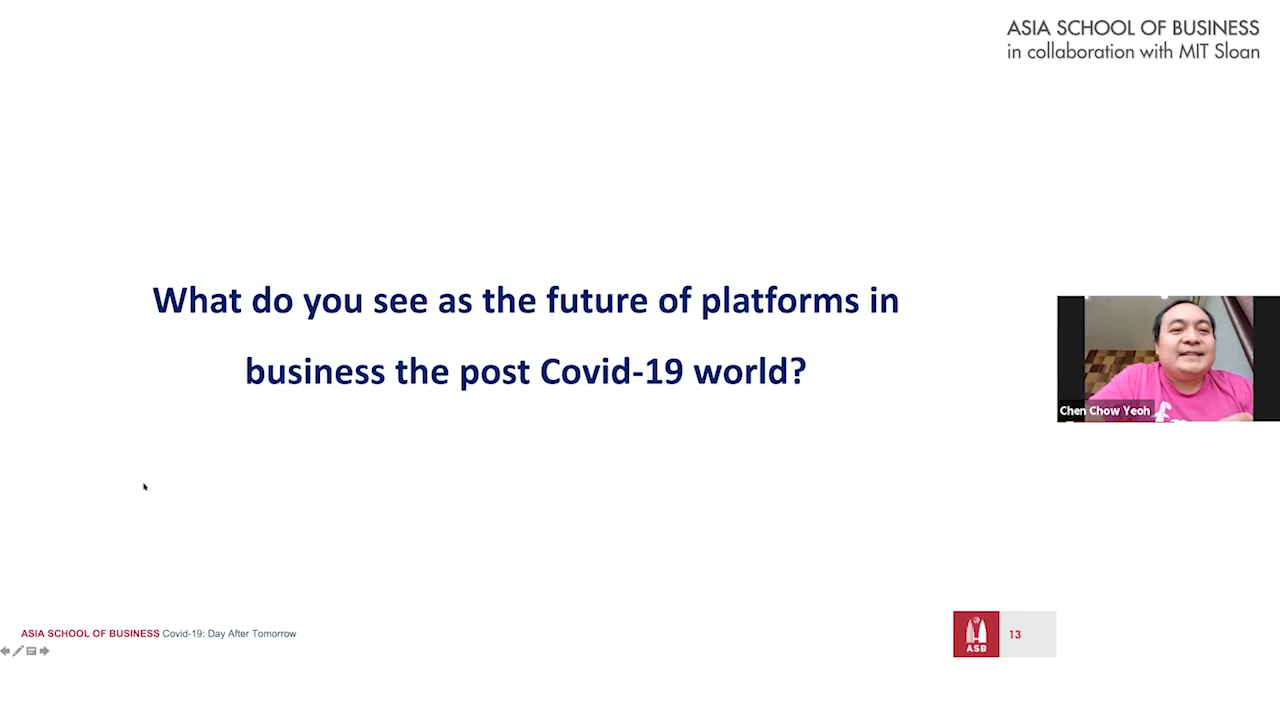 ASIA SCHOOL OF BUSINESS
in collaboration with MIT Sloan
What do you see as the future of platforms in
business the post Covid-19 world?
Chen Chow Yeoh
ASIA SCHOOL OF BUSINESS Covid-19: Day After Tomorrow
ASB
13